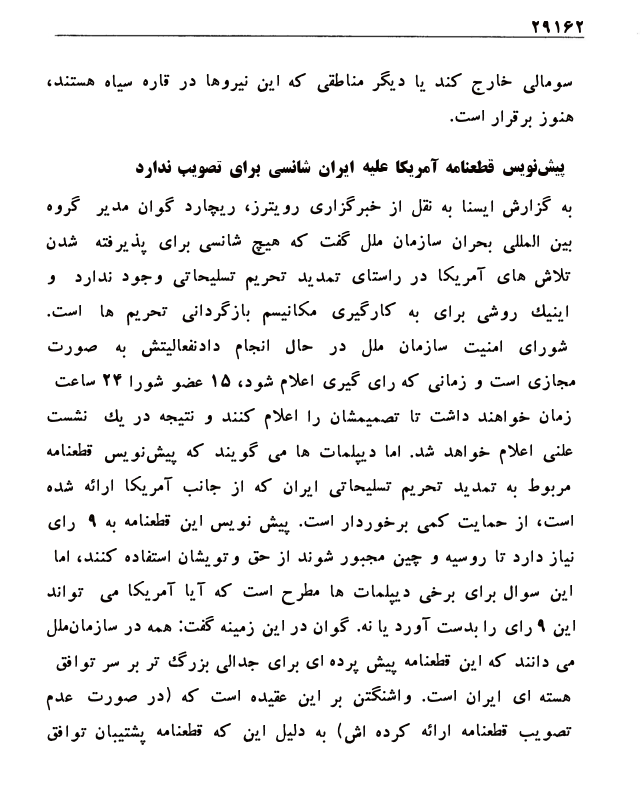 ۲۹۱۶۲
سومالی خارج کند یا دیگر مناطقی که این نیروها در قاره سیاه هستند،
هنوز برقرار است.
پیش‌نویس قطعنامه آمریکا علیه ایران شانسی برای تصویب ندارد
به گزارش ایسنا به نقل از خبرگزاری رویترز، ریچارد گوان مدیر گروه
بین المللی بحران سازمان ملل گفت که هیچ شانسی برای پذیرفته شدن
تلاش های آمریکا در راستای تمدید تحریم تسلیحاتی وجود ندارد و
اینیك روشی برای به کارگیری مکانیسم بازگردانی تحریم ها است.
شورای امنیت سازمان ملل در حال انجام دادنفعالیتش به صورت
مجازی است و زمانی که رای گیری اعلام شود، ۱۵ عضو شورا ۲۴ ساعت
زمان خواهند داشت تا تصمیمشان را اعلام کنند و نتیجه در یك نشست
علنی اعلام خواهد شد. اما دیپلمات ها می گویند که پیش‌نویس قطعنامه
مربوط به تمدید تحریم تسلیحاتی ایران که از جانب آمریکا ارائه شده
است، از حمایت کمی برخوردار است. پیش نویس این قطعنامه به ۹ رای
نیاز دارد تا روسیه و چین مجبور شوند از حق وتویشان استفاده کنند، اما
این سوال برای برخی دیپلمات ها مطرح است که آیا آمریکا می تواند
این ۹ رای را بدست آورد یا نه. گوان در این زمینه گفت: همه در سازمان‌ملل
می دانند که این قطعنامه پیش پرده ای برای جدالی بزرگ تر بر سر توافق
هسته ای ایران است. واشنگتن بر این عقیده است که (در صورت عدم
تصویب قطعنامه ارائه کرده اش) به دلیل این که قطعنامه پشتیبان توافق